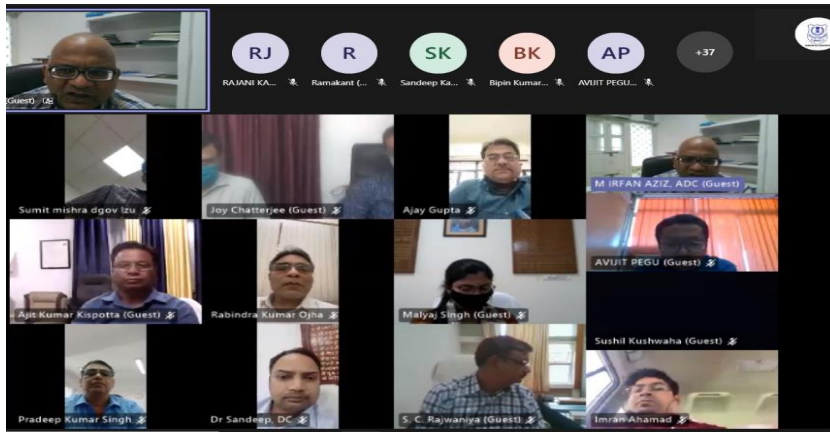 RJ
R
SK
BK
AP
+37
(Guest)
RAJANI KA...
Ramakant (...
Sandeep Ka...
Bipin Kumar...
AVIJIT PEGU...
Sumit mishra dgov lzu
Joy Chatterjee (Guest)
Ajay Gupta
M IRFAN AZIZ, ADC (Guest)
Ajit Kumar Kispotta (Guest)
Rabindra Kumar Ojha
Malyaj Singh (Guest)
AVIJIT PEGU (Guest)
Sushil Kushwaha (Guest)
Pradeep Kumar Singh
Dr Sandeep, DC
S. C. Rajwaniya (Guest)
Imran Ahamad